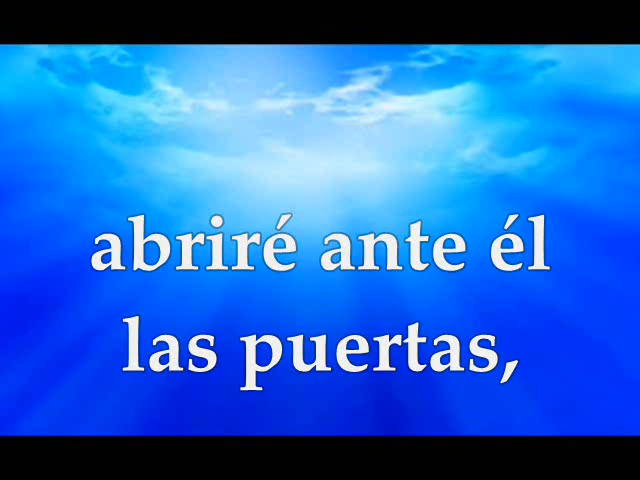 abriré ante él
las puertas,